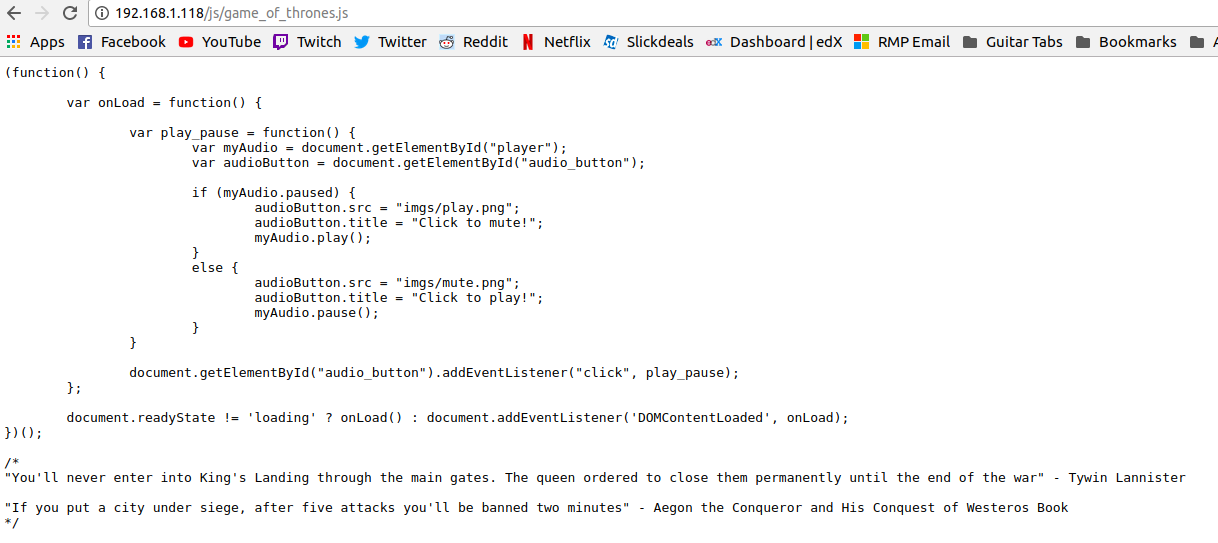 192.168.1.118/js/game_of_thrones.js
Apps Facebook YouTube Twitch Twitter Reddit Netflix Slickdeals edX Dashboard | edX RMP Email Guitar Tabs Bookmarks A
(function() {
var onLoad = function() {
var play_pause = function() {
var myAudio = document.getElementById("player");
var audioButton = document.getElementById("audio_button");
if (myAudio.paused) {
audioButton.src = "imgs/play.png";
audioButton.title = "Click to mute!";
myAudio.play();
}
else {
audioButton.src = "imgs/mute.png";
audioButton.title = "Click to play!";
myAudio.pause();
}
}
document.getElementById("audio_button").addEventListener("click", play_pause);
};
document.readyState != 'loading' ? onLoad() : document.addEventListener('DOMContentLoaded', onLoad);
})();
/*
"You'll never enter into King's Landing through the main gates. The queen ordered to close them permanently until the end of the war" - Tywin Lannister
"If you put a city under siege, after five attacks you'll be banned two minutes" - Aegon the Conqueror and His Conquest of Westeros Book
*/